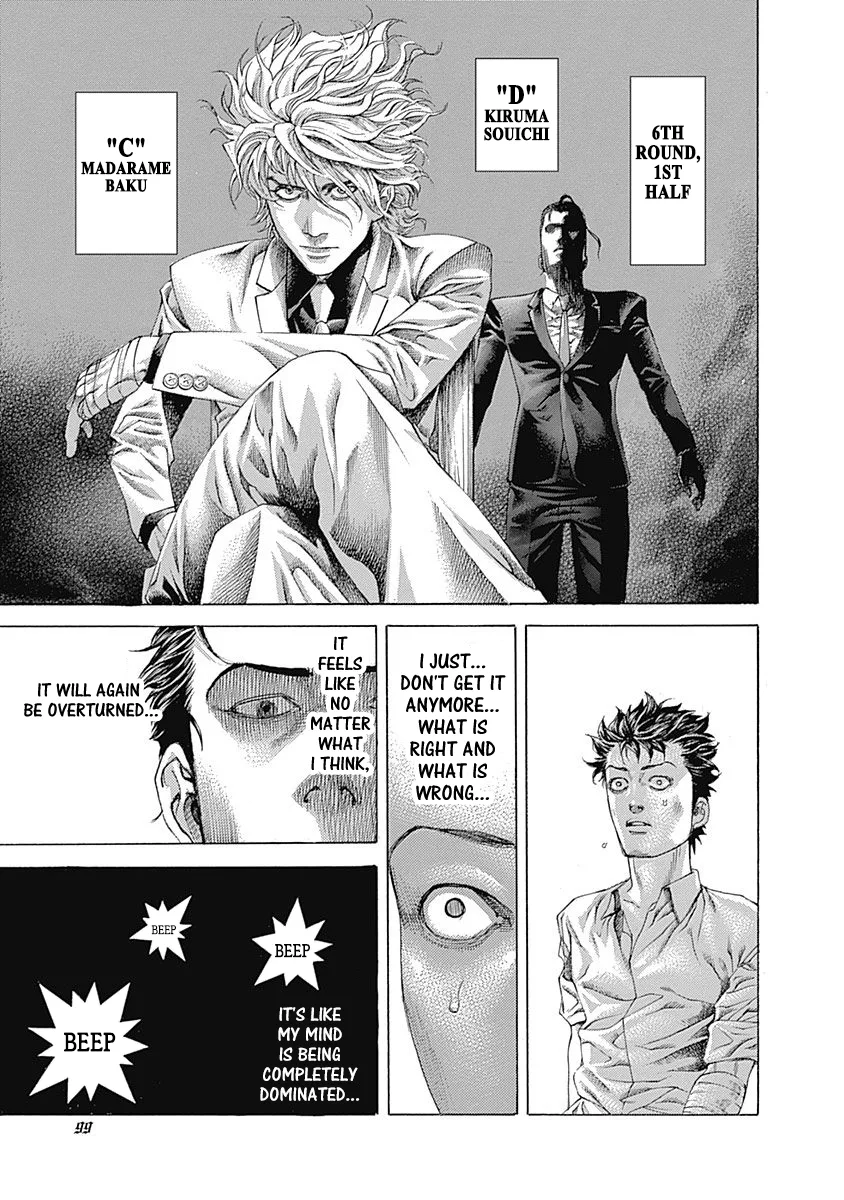 6TH
ROUND,
1ST
HALF
"D"
KIRUMA
SOUICHI
"C"
MADARAME
BAKU
I JUST...
DON'T GET IT
ANYMORE...
WHAT IS
RIGHT AND
WHAT IS
WRONG...
IT
FEELS
LIKE
NO
MATTER
WHAT
I THINK,
IT WILL AGAIN
BE OVERTURNED...
BEEP
BEEP
BEEP
IT'S LIKE
MY MIND
IS BEING
COMPLETELY
DOMINATED...
99